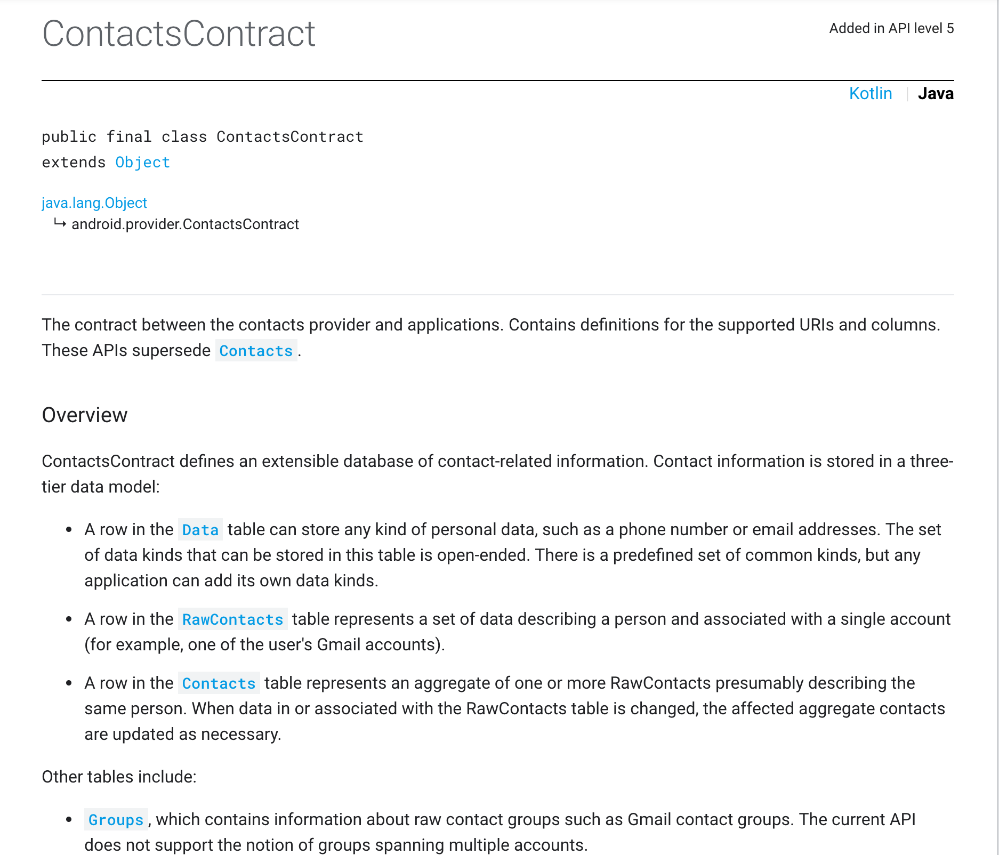 ContactsContract
Added in API level 5
Kotlin | Java
public final class ContactsContract
extends Object
java.lang.Object
↳ android.provider.ContactsContract
The contract between the contacts provider and applications. Contains definitions for the supported URIs and columns.
These APIs supersede Contacts.
Overview
ContactsContract defines an extensible database of contact-related information. Contact information is stored in a three-
tier data model:
• A row in the Data table can store any kind of personal data, such as a phone number or email addresses. The set
of data kinds that can be stored in this table is open-ended. There is a predefined set of common kinds, but any
application can add its own data kinds.
• A row in the RawContacts table represents a set of data describing a person and associated with a single account
(for example, one of the user's Gmail accounts).
• A row in the Contacts table represents an aggregate of one or more RawContacts presumably describing the
same person. When data in or associated with the RawContacts table is changed, the affected aggregate contacts
are updated as necessary.
Other tables include:
• Groups, which contains information about raw contact groups such as Gmail contact groups. The current API
does not support the notion of groups spanning multiple accounts.